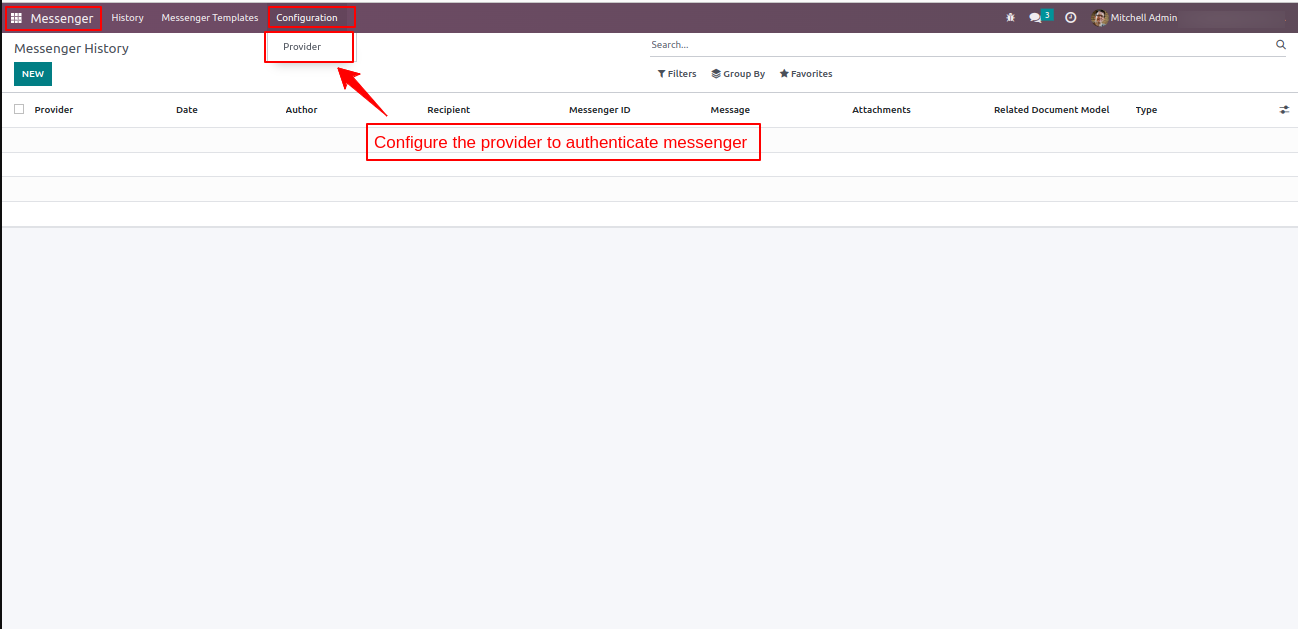 Messenger History Messenger Templates Configuration 3 Mitchell Admin
Messenger History Provider Search...
NEW Filters Group By Favorites
Provider Date Author Recipient Messenger ID Message Attachments Related Document Model Type
Configure the provider to authenticate messenger